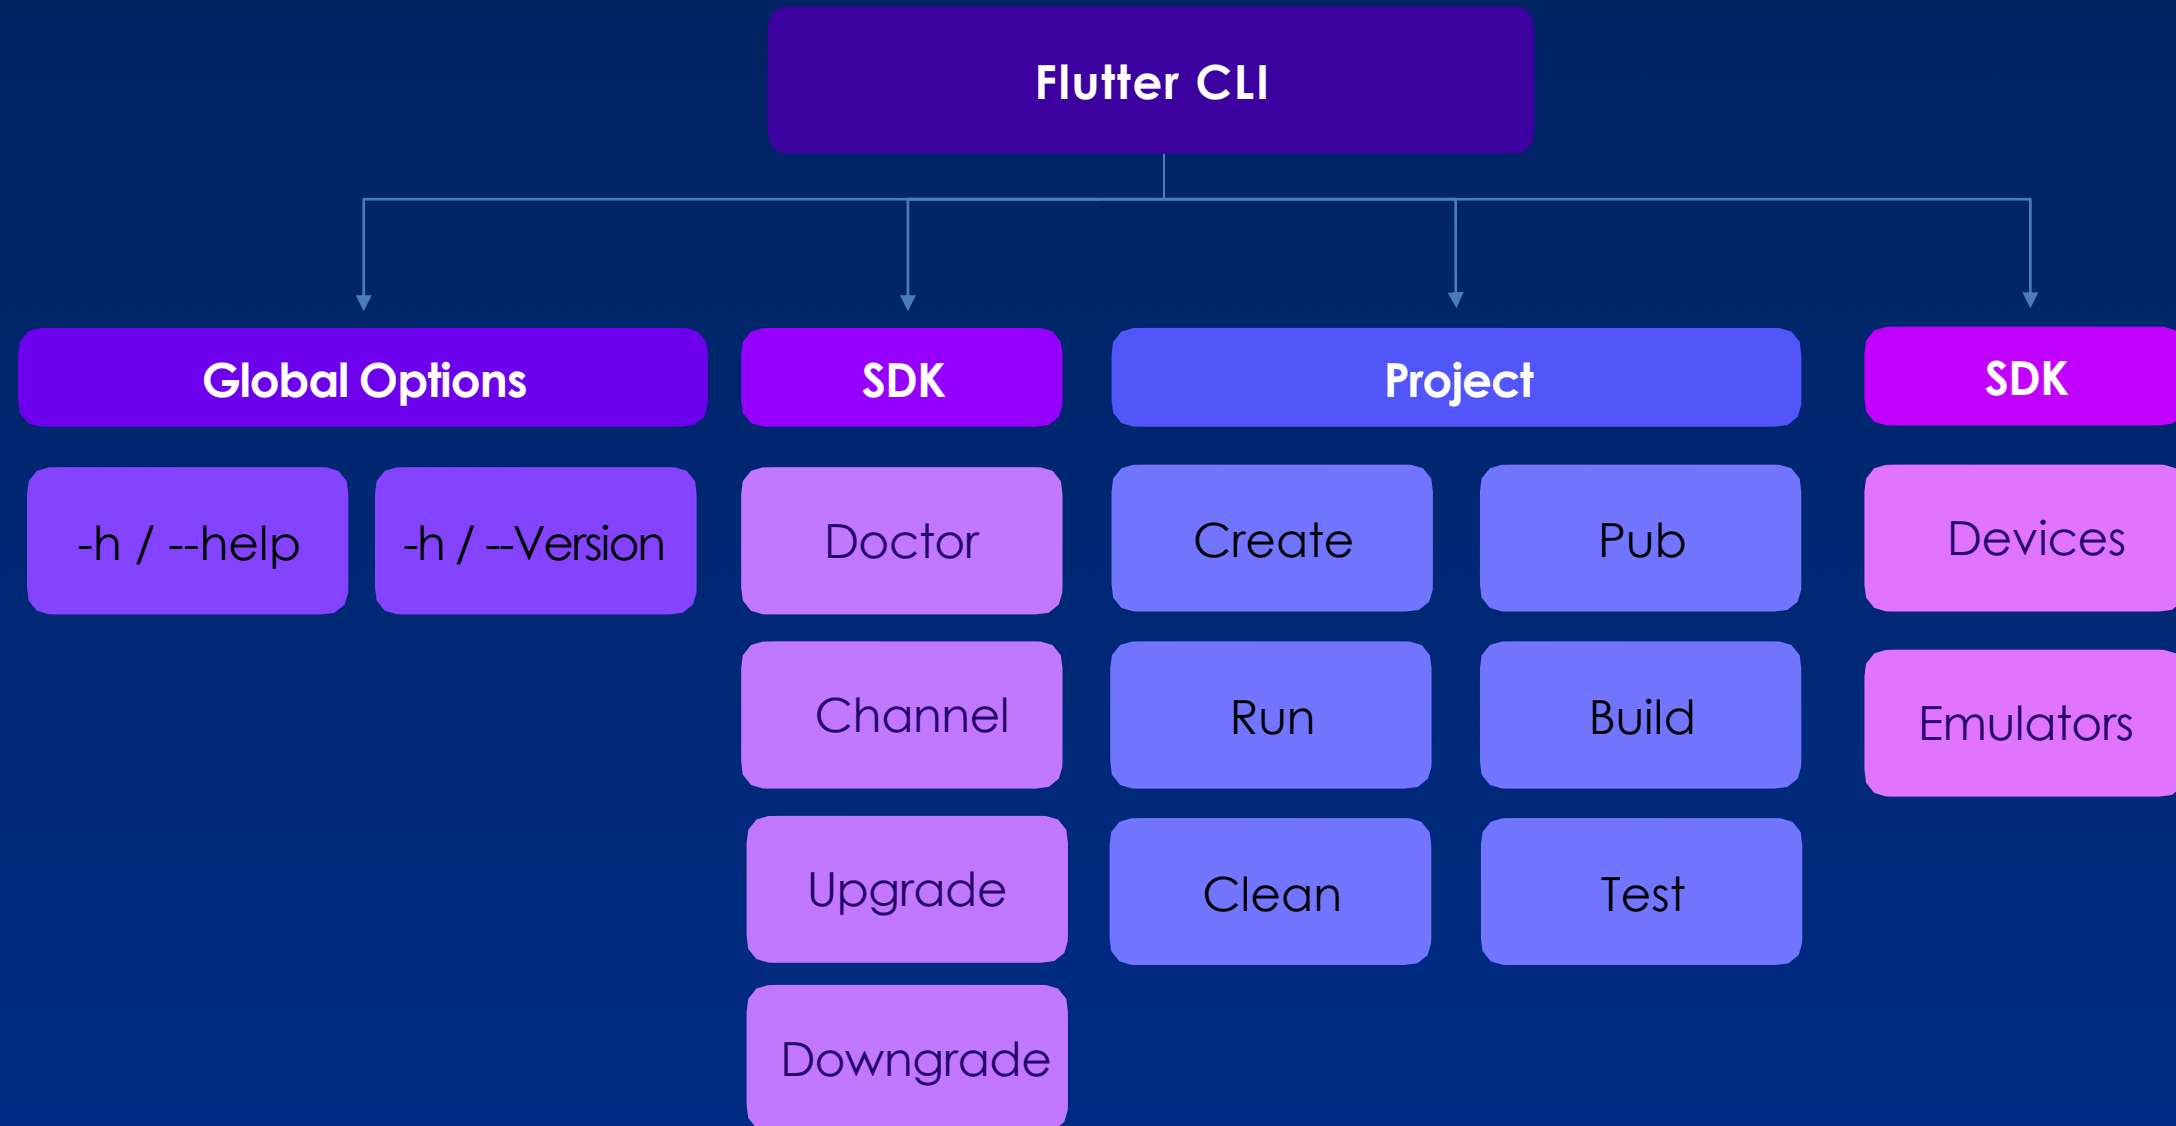 Flutter CLI
Global Options
SDK
Project
SDK
-h / --help
-h / --Version
Doctor
Create
Pub
Devices
Channel
Run
Build
Emulators
Upgrade
Clean
Test
Downgrade